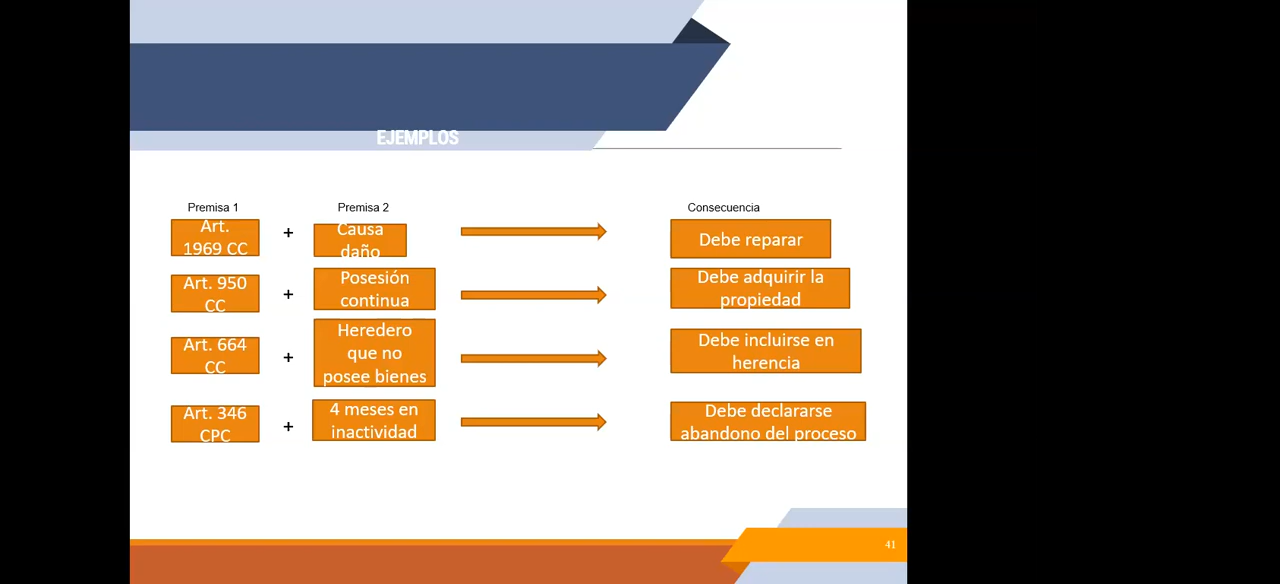 EJEMPLOS
Premisa 1
Premisa 2
Consecuencia
Art.
1969 CC
+
Causa
daño
Debe reparar
Art. 950
CC
+
Posesión
continua
Debe adquirir la
propiedad
Art. 664
CC
+
Heredero
que no
posee bienes
Debe incluirse en
herencia
Art. 346
CPC
+
4 meses en
inactividad
Debe declararse
abandono del proceso
41